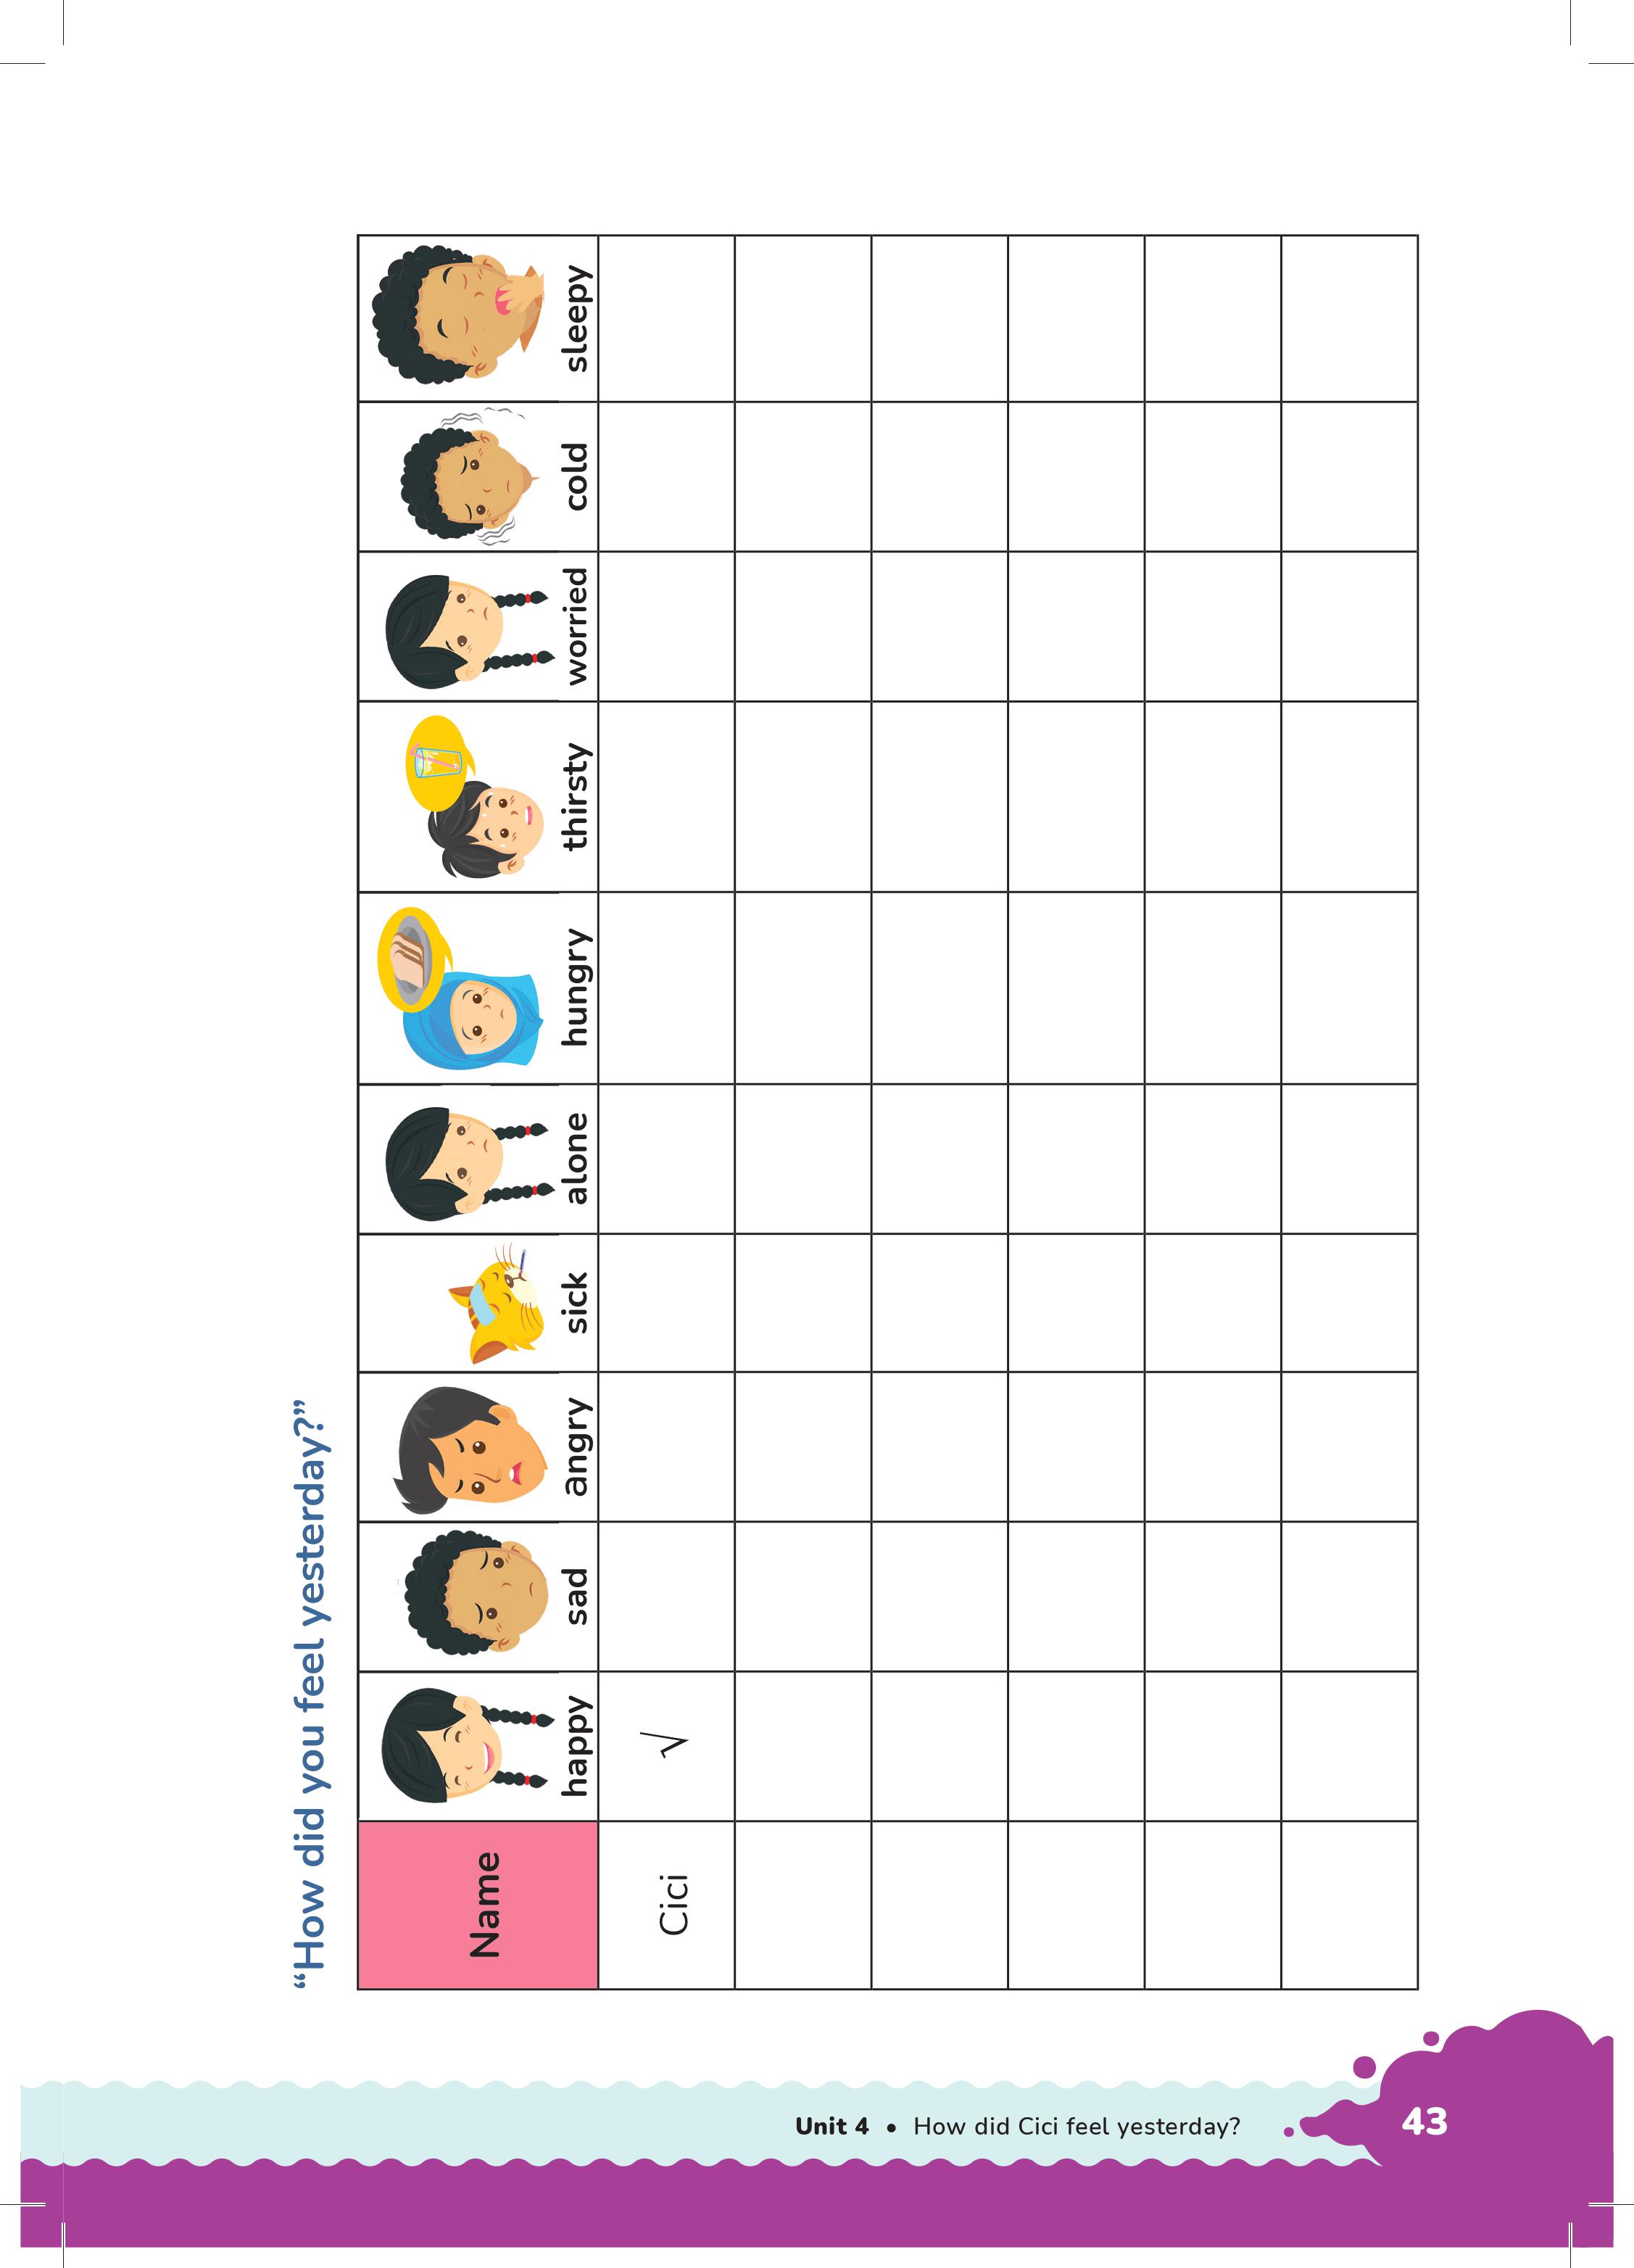 “How did you feel yesterday?”
Name happy sad angry sick alone hungry thirsty worried cold sleepy
Cici √
Unit 4 • How did Cici feel yesterday?
43